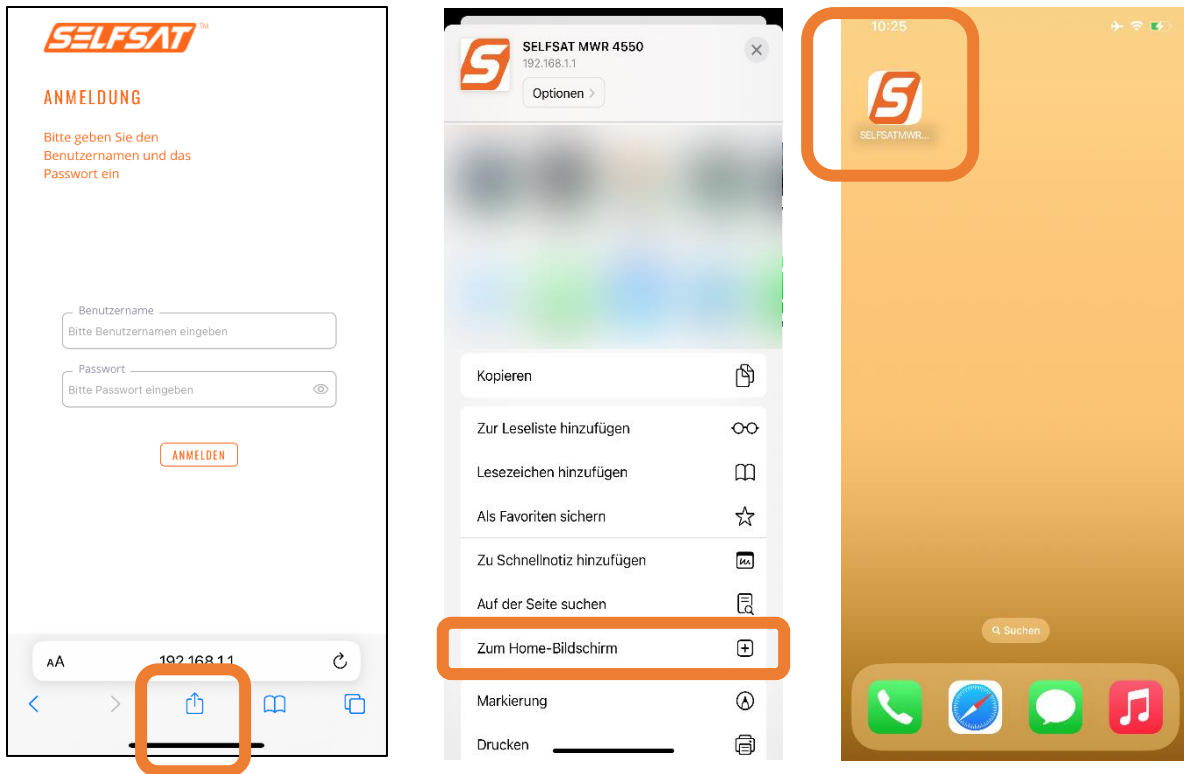 SELFSAT™
ANMELDUNG
Bitte geben Sie den
Benutzernamen und das
Passwort ein
Benutzername
Bitte Benutzernamen eingeben
Passwort
Bitte Passwort eingeben
ANMELDEN
AA 192.168.1.1
S
SELFSAT MWR 4550
192.168.1.1
Optionen >
Kopieren
Zur Leseliste hinzufügen
Lesezeichen hinzufügen
Als Favoriten sichern
Zu Schnellnotiz hinzufügen
Auf der Seite suchen
Zum Home-Bildschirm
Markierung
Drucken
10:25
S
SELFSATMWR...
Suchen